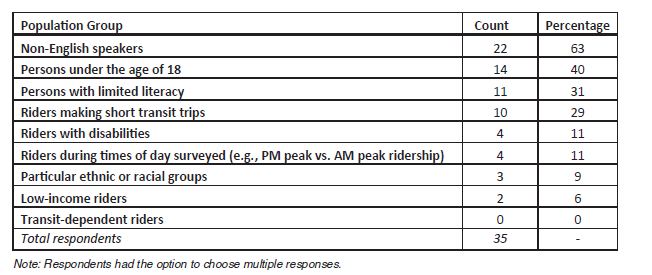 Population Group Count Percentage
Non-English speakers 22 63
Persons under the age of 18 14 40
Persons with limited literacy 11 31
Riders making short transit trips 10 29
Riders with disabilities 4 11
Riders during times of day surveyed (e.g., PM peak vs. AM peak ridership) 4 11
Particular ethnic or racial groups 3 9
Low-income riders 2 6
Transit-dependent riders 0 0
Total respondents 35 -
Note: Respondents had the option to choose multiple responses.